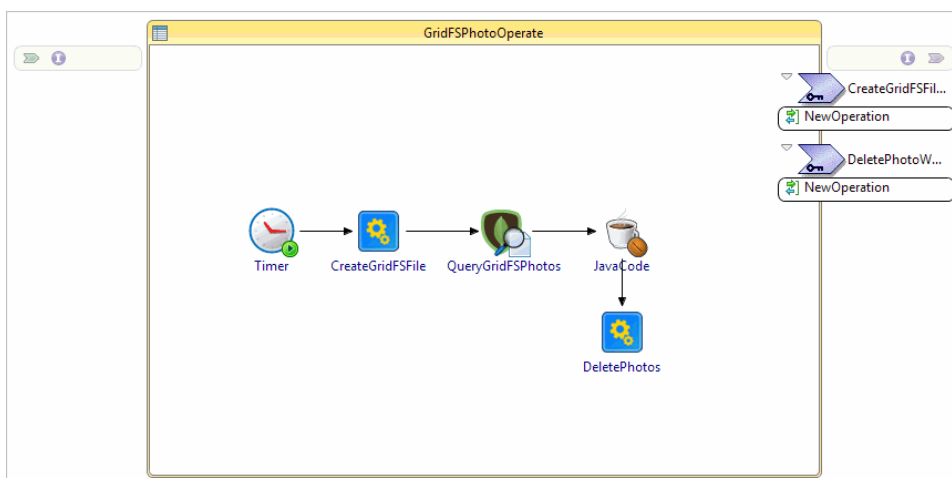 GridFSPhotoOperate
CreateGridFSFil...
NewOperation
DeletePhotoW...
NewOperation
Timer
CreateGridFSFile
QueryGridFSPhotos
JavaCode
DeletePhotos